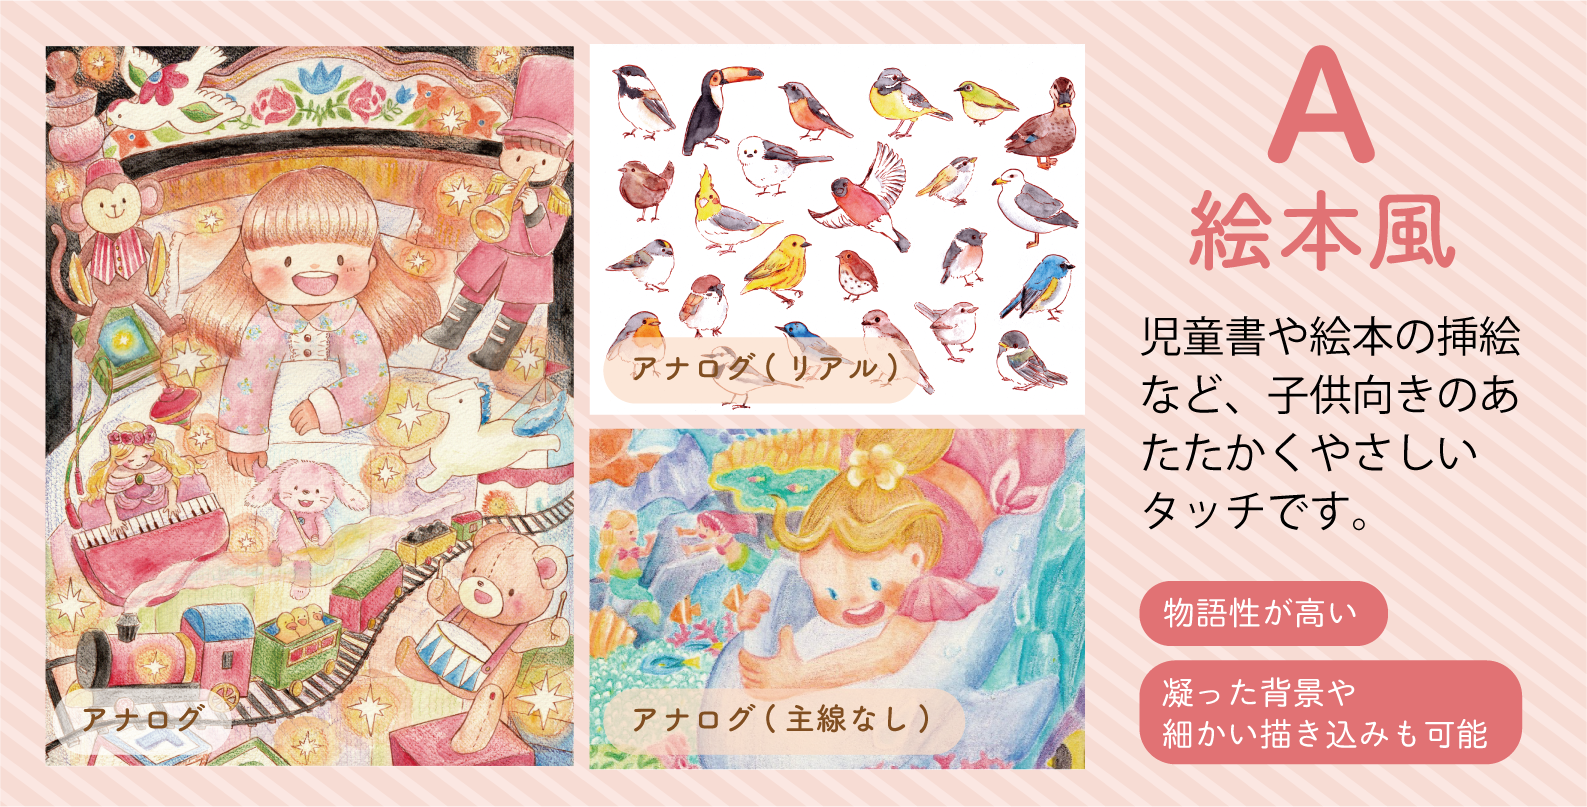 アナログ
アナログ(リアル)
アナログ(主線なし)
A
絵本風
児童書や絵本の挿絵
など、子供向きのあ
たたかくやさしい
タッチです。
物語性が高い
凝った背景や
細かい描き込みも可能